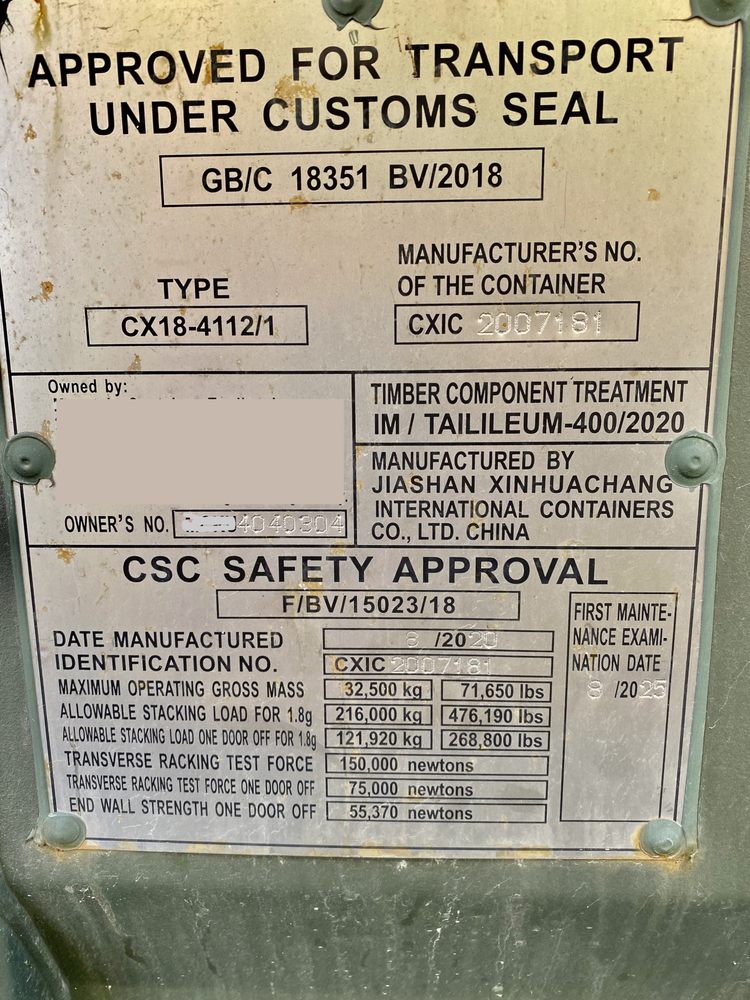 APPROVED FOR TRANSPORT
UNDER CUSTOMS SEAL
GB/C 18351 BV/2018
TYPE
CX18-4112/1
MANUFACTURER'S NO.
OF THE CONTAINER
CXIC 2007181
Owned by:
OWNER'S NO. 4040304
TIMBER COMPONENT TREATMENT
IM / TAILILEUM-400/2020
MANUFACTURED BY
JIASHAN XINHUACHANG
INTERNATIONAL CONTAINERS
CO., LTD. CHINA
CSC SAFETY APPROVAL
F/BV/15023/18
DATE MANUFACTURED 8 /2020
IDENTIFICATION NO. CXIC 2007181
MAXIMUM OPERATING GROSS MASS 32,500 kg 71,650 lbs
ALLOWABLE STACKING LOAD FOR 1.8g 216,000 kg 476,190 lbs
ALLOWABLE STACKING LOAD ONE DOOR OFF FOR 1.8g 121,920 kg 268,800 lbs
TRANSVERSE RACKING TEST FORCE 150,000 newtons
TRANSVERSE RACKING TEST FORCE ONE DOOR OFF 75,000 newtons
END WALL STRENGTH ONE DOOR OFF 55,370 newtons
FIRST MAINTE-
NANCE EXAMI-
NATION DATE
8 /2025